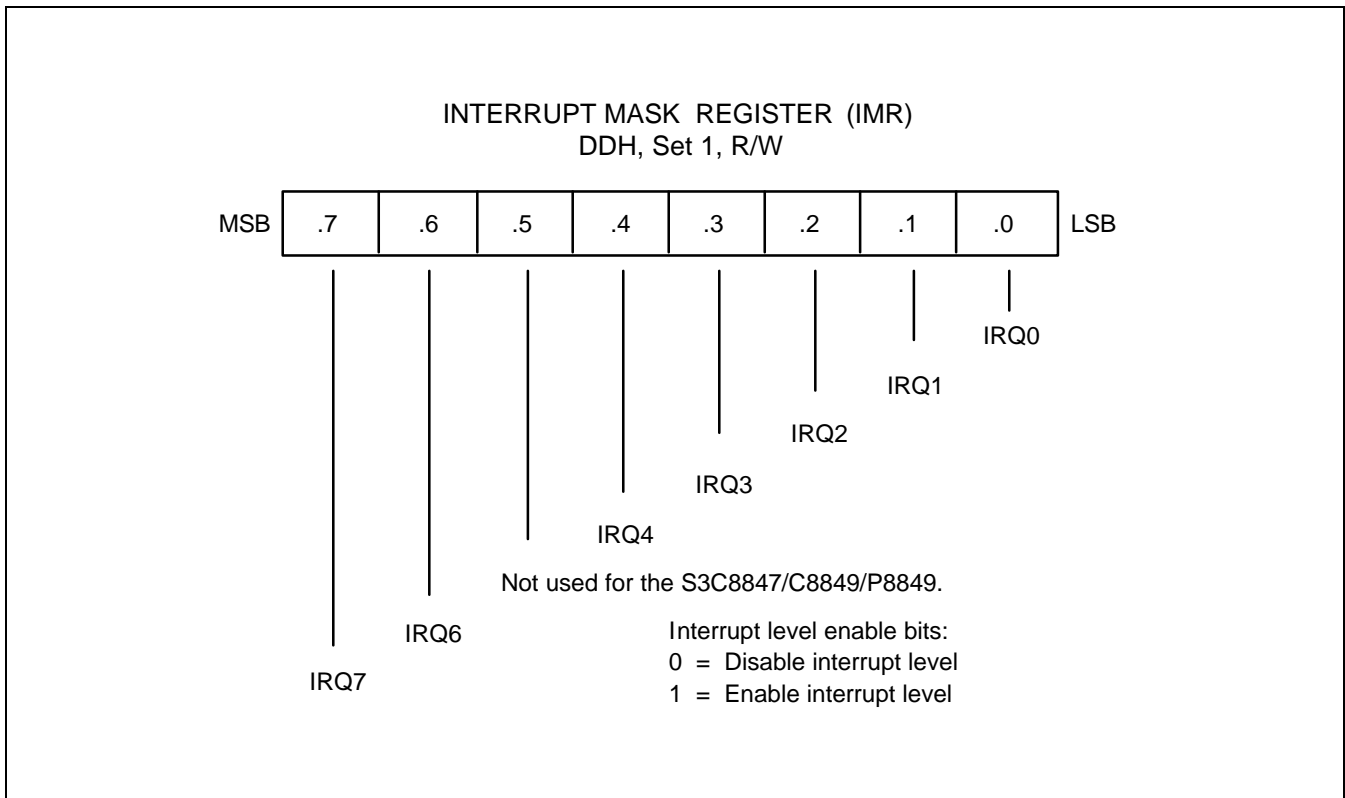 INTERRUPT MASK REGISTER (IMR)
DDH, Set 1, R/W
MSB .7 .6 .5 .4 .3 .2 .1 .0 LSB
IRQ0
IRQ1
IRQ2
IRQ3
IRQ4
Not used for the S3C8847/C8849/P8849.
IRQ6
IRQ7
Interrupt level enable bits:
0 = Disable interrupt level
1 = Enable interrupt level